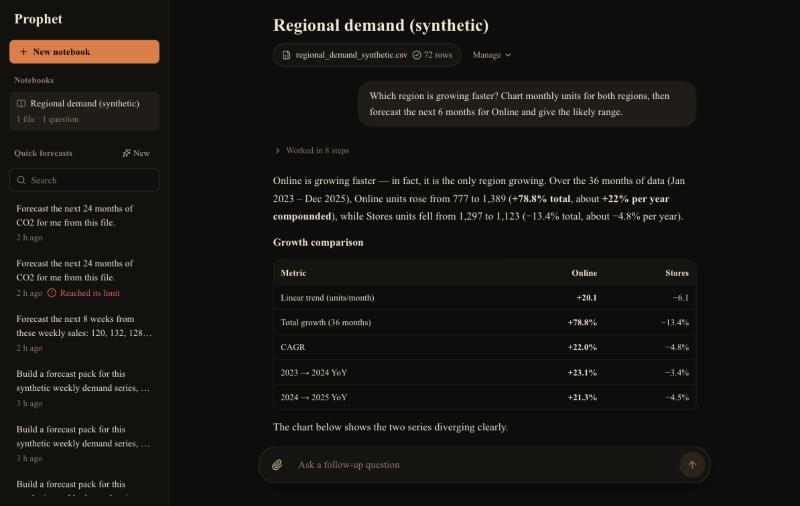 Prophet
+ New notebook
Notebooks
Regional demand (synthetic)
1 file · 1 question
Quick forecasts
New
Search
Forecast the next 24 months of
CO2 for me from this file.
2 h ago
Forecast the next 24 months of
CO2 for me from this file.
2 h ago Reached its limit
Forecast the next 8 weeks from
these weekly sales: 120, 132, 128…
2 h ago
Build a forecast pack for this
synthetic weekly demand series, …
3 h ago
Build a forecast pack for this
synthetic weekly demand series, …
3 h ago
Build a forecast pack for this
Regional demand (synthetic)
regional_demand_synthetic.csv 72 rows Manage
Which region is growing faster? Chart monthly units for both regions, then
forecast the next 6 months for Online and give the likely range.
Worked in 8 steps
Online is growing faster — in fact, it is the only region growing. Over the 36 months of data (Jan
2023 – Dec 2025), Online units rose from 777 to 1,389 (+78.8% total, about +22% per year
compounded), while Stores units fell from 1,297 to 1,123 (−13.4% total, about −4.8% per year).
Growth comparison
Metric Online Stores
Linear trend (units/month) +20.1 −6.1
Total growth (36 months) +78.8% −13.4%
CAGR +22.0% −4.8%
2023 → 2024 YoY +23.1% −3.4%
2024 → 2025 YoY +21.3% −4.5%
The chart below shows the two series diverging clearly.
Ask a follow-up question